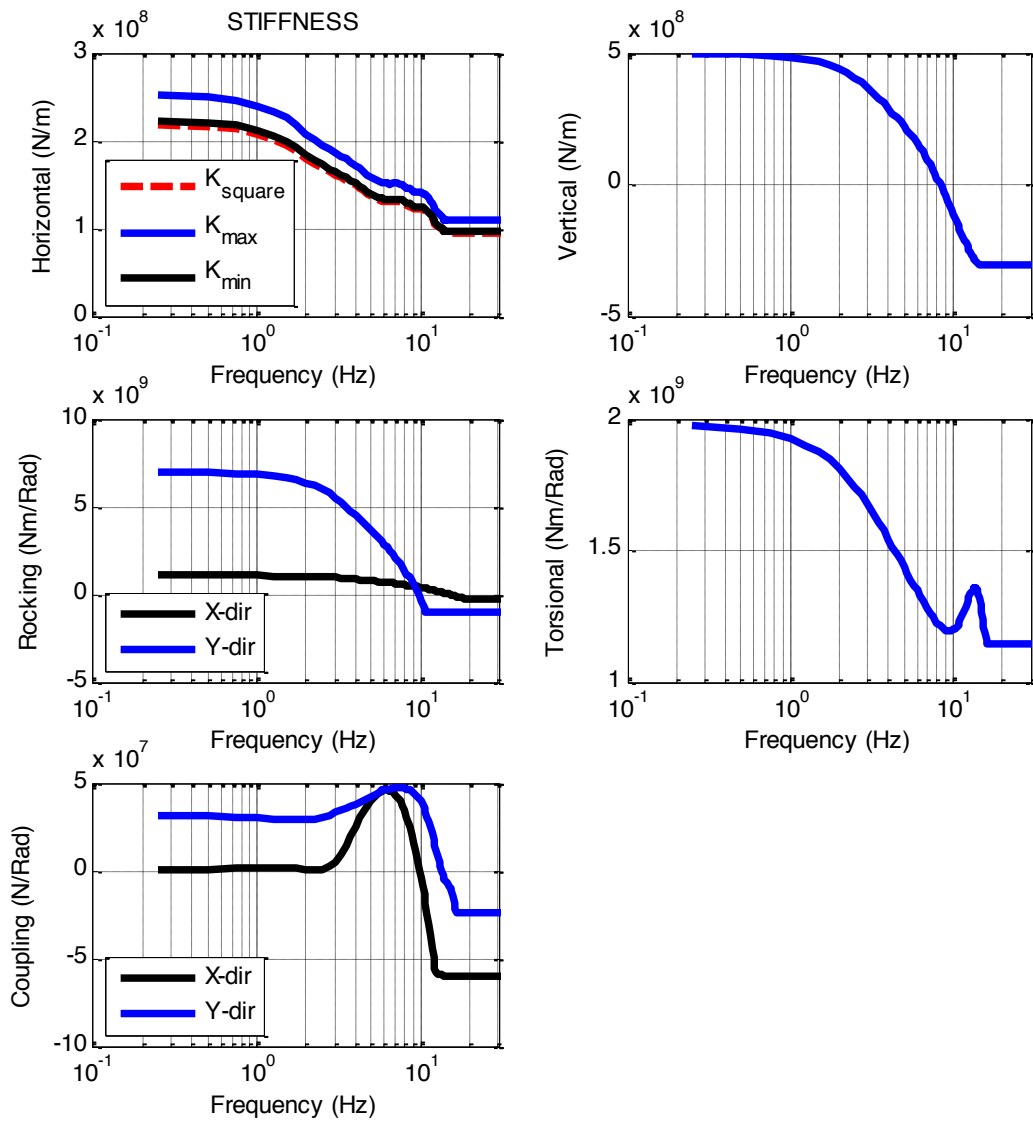 STIFFNESS
x 10^8
3
2
1
0
Horizontal (N/m)
K_square
K_max
K_min
10^-1
10^0
10^1
Frequency (Hz)
x 10^8
5
0
-5
Vertical (N/m)
10^-1
10^0
10^1
Frequency (Hz)
x 10^9
10
5
0
-5
Rocking (Nm/Rad)
X-dir
Y-dir
10^-1
10^0
10^1
Frequency (Hz)
x 10^9
2
1.5
1
Torsional (Nm/Rad)
10^-1
10^0
10^1
Frequency (Hz)
x 10^7
5
0
-5
-10
Coupling (N/Rad)
X-dir
Y-dir
10^-1
10^0
10^1
Frequency (Hz)